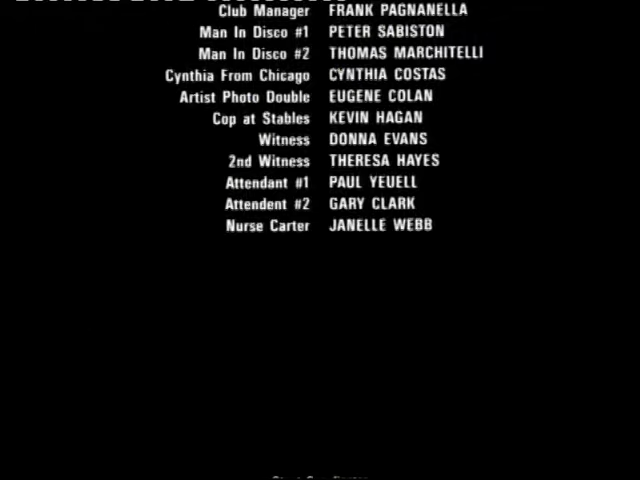 Club Manager FRANK PAGNANELLA
Man In Disco #1 PETER SABISTON
Man In Disco #2 THOMAS MARCHITELLI
Cynthia From Chicago CYNTHIA COSTAS
Artist Photo Double EUGENE COLAN
Cop at Stables KEVIN HAGAN
Witness DONNA EVANS
2nd Witness THERESA HAYES
Attendant #1 PAUL YEUELL
Attendent #2 GARY CLARK
Nurse Carter JANELLE WEBB